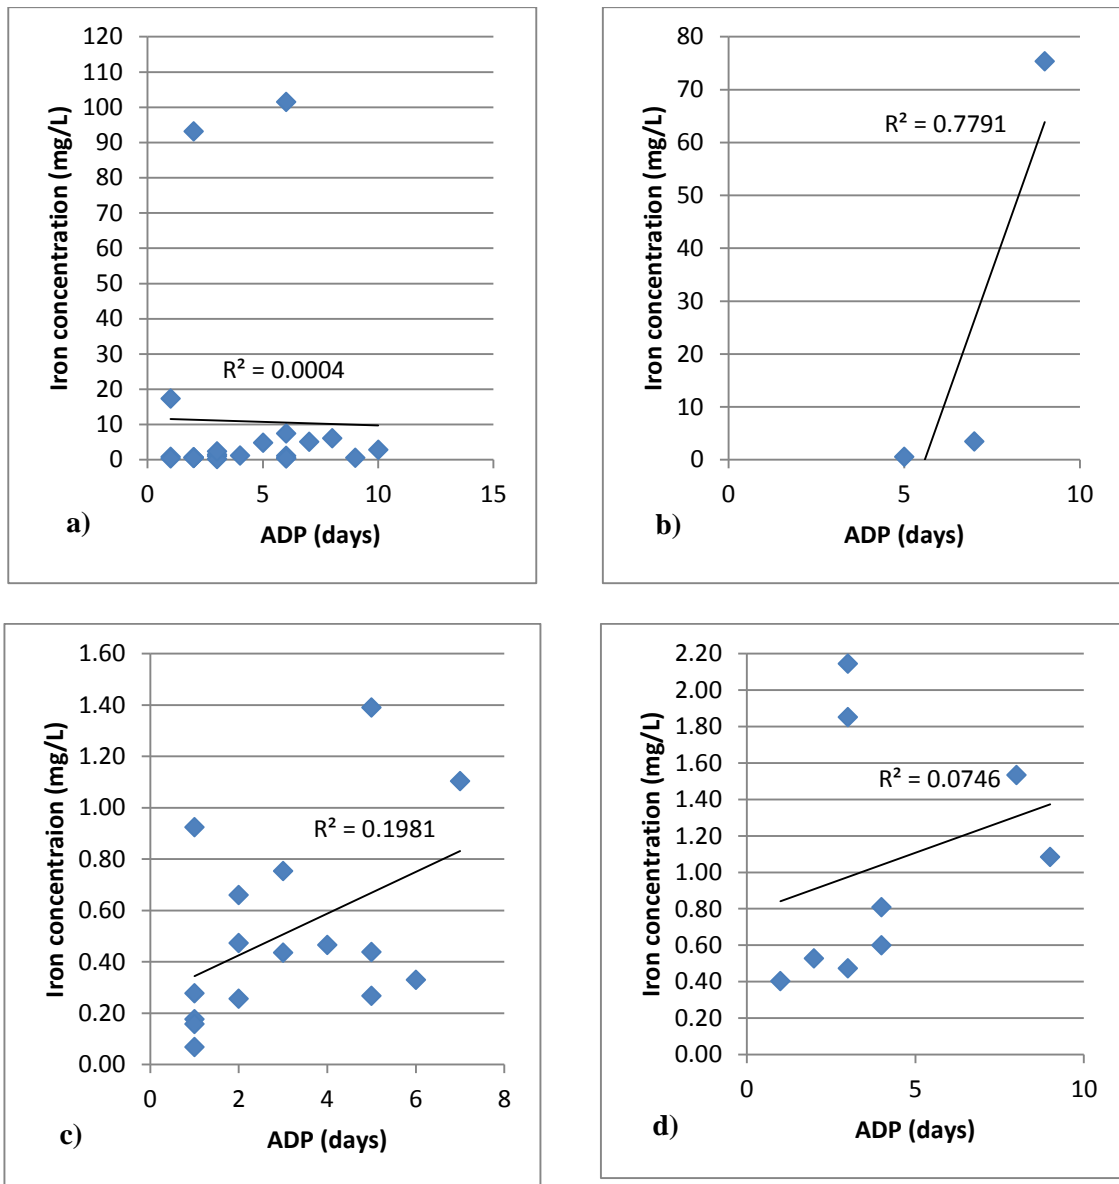 Iron concentration (mg/L)
120
110
100
90
80
70
60
50
40
30
20
10
0
R² = 0.0004
0 5 10 15
ADP (days)
a)
Iron concentration (mg/L)
80
70
60
50
40
30
20
10
0
R² = 0.7791
0 5 10
ADP (days)
b)
Iron concentraion (mg/L)
1.60
1.40
1.20
1.00
0.80
0.60
0.40
0.20
0.00
R² = 0.1981
0 2 4 6 8
ADP (days)
c)
Iron concentration (mg/L)
2.20
2.00
1.80
1.60
1.40
1.20
1.00
0.80
0.60
0.40
0.20
0.00
R² = 0.0746
0 5 10
ADP (days)
d)